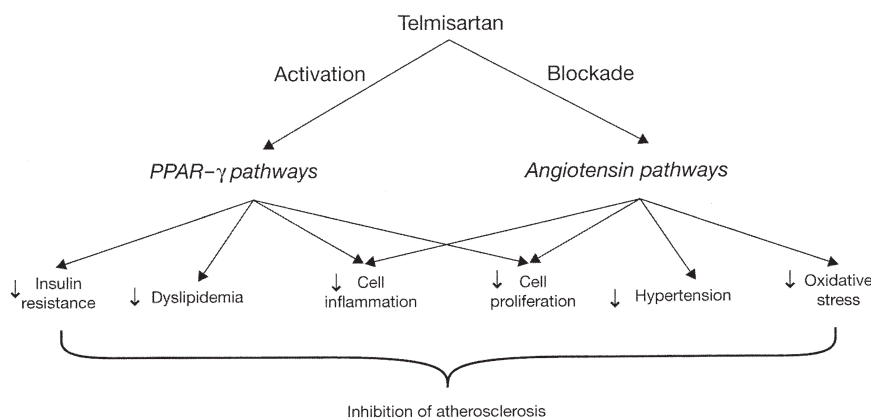 Telmisartan
Activation
Blockade
PPAR–γ pathways
Angiotensin pathways
↓ Insulin
resistance
↓ Dyslipidemia
↓ Cell
inflammation
↓ Cell
proliferation
↓ Hypertension
↓ Oxidative
stress
Inhibition of atherosclerosis